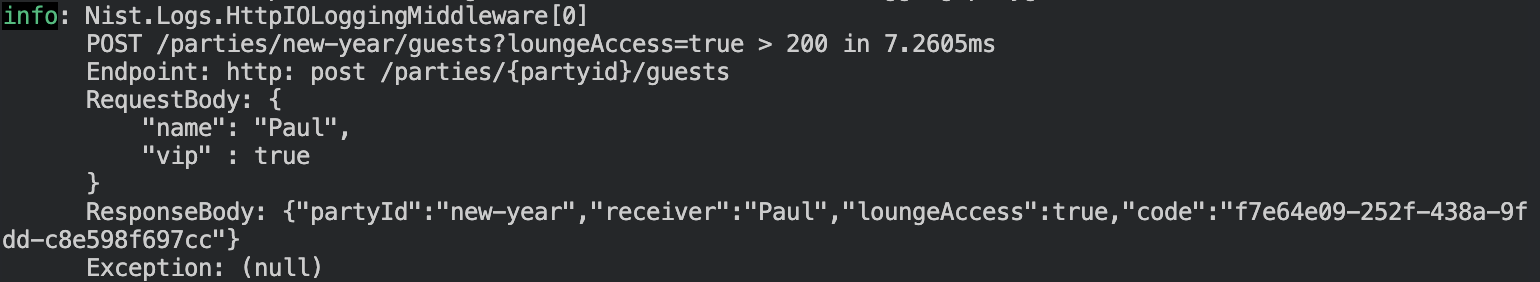 info: Nist.Logs.HttpIOLoggingMiddleware[0]
POST /parties/new-year/guests?loungeAccess=true > 200 in 7.2605ms
Endpoint: http: post /parties/{partyid}/guests
RequestBody: {
"name": "Paul",
"vip" : true
}
ResponseBody: {"partyId":"new-year","receiver":"Paul","loungeAccess":true,"code":"f7e64e09-252f-438a-9f
dd-c8e598f697cc"}
Exception: (null)